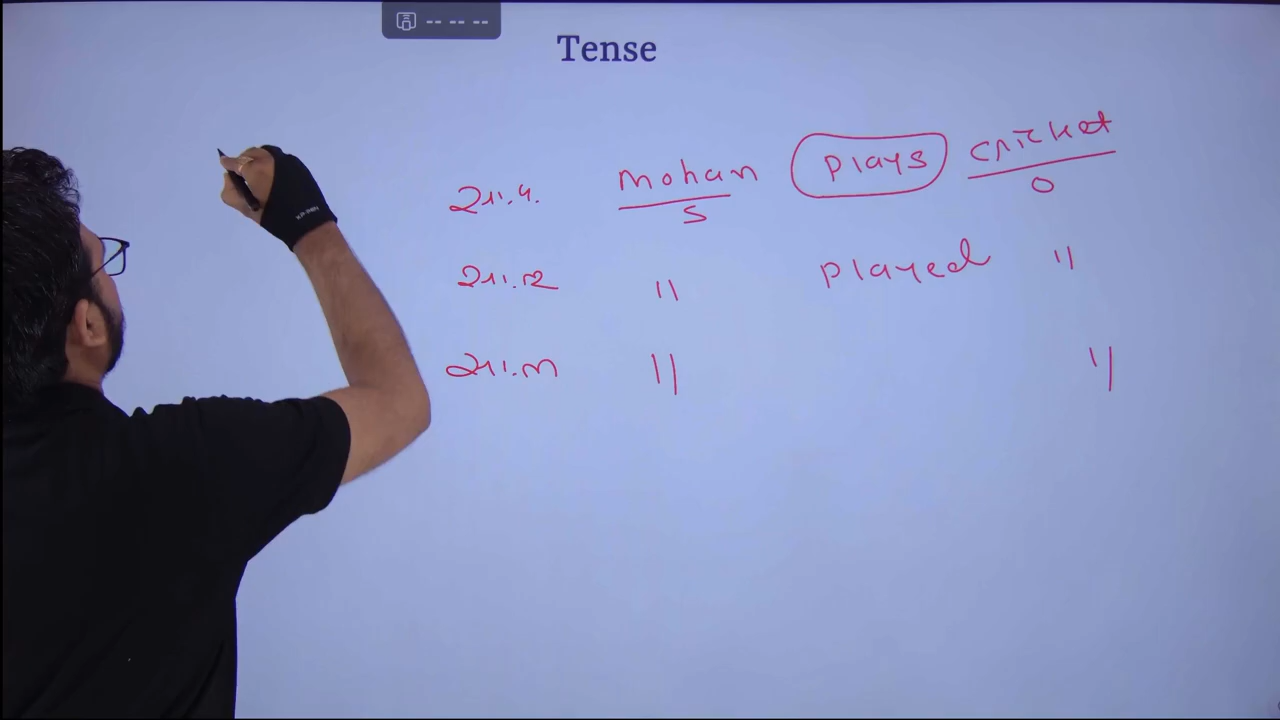 Tense
સા.વ. Mohan plays cricket
S O
સા.ભૂ " played "
સા.ભ " "